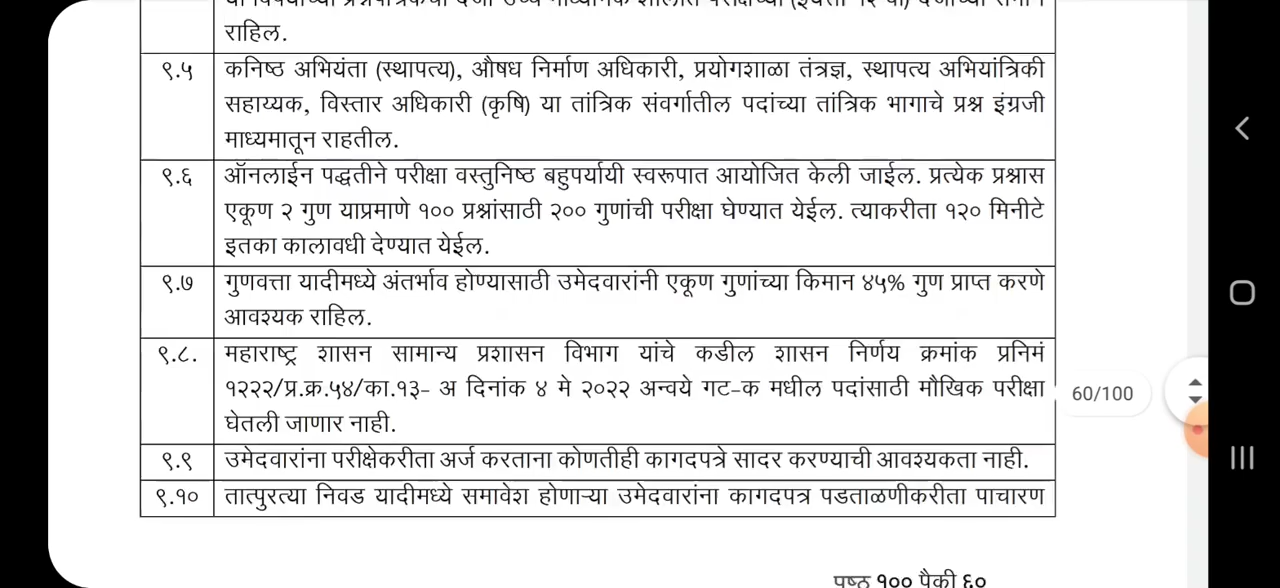 राहिल.
९.५ कनिष्ठ अभियंता (स्थापत्य), औषध निर्माण अधिकारी, प्रयोगशाळा तंत्रज्ञ, स्थापत्य अभियांत्रिकी
सहाय्यक, विस्तार अधिकारी (कृषि) या तांत्रिक संवर्गातील पदांच्या तांत्रिक भागाचे प्रश्न इंग्रजी
माध्यमातून राहतील.
९.६ ऑनलाईन पद्धतीने परीक्षा वस्तुनिष्ठ बहुपर्यायी स्वरूपात आयोजित केली जाईल. प्रत्येक प्रश्नास
एकूण २ गुण याप्रमाणे १०० प्रश्नांसाठी २०० गुणांची परीक्षा घेण्यात येईल. त्याकरीता १२० मिनीटे
इतका कालावधी देण्यात येईल.
९.७ गुणवत्ता यादीमध्ये अंतर्भाव होण्यासाठी उमेदवारांनी एकूण गुणांच्या किमान ४५% गुण प्राप्त करणे
आवश्यक राहिल.
९.८. महाराष्ट्र शासन सामान्य प्रशासन विभाग यांचे कडील शासन निर्णय क्रमांक प्रनिमं
१२२२/प्र.क्र.५४/का.१३- अ दिनांक ४ मे २०२२ अन्वये गट-क मधील पदांसाठी मौखिक परीक्षा
घेतली जाणार नाही.
60/100
९.९ उमेदवारांना परीक्षेकरीता अर्ज करताना कोणतीही कागदपत्रे सादर करण्याची आवश्यकता नाही.
९.१० तात्पुरत्या निवड यादीमध्ये समावेश होणाऱ्या उमेदवारांना कागदपत्र पडताळणीकरीता पाचारण
पृष्ठ १०० पैकी ६०